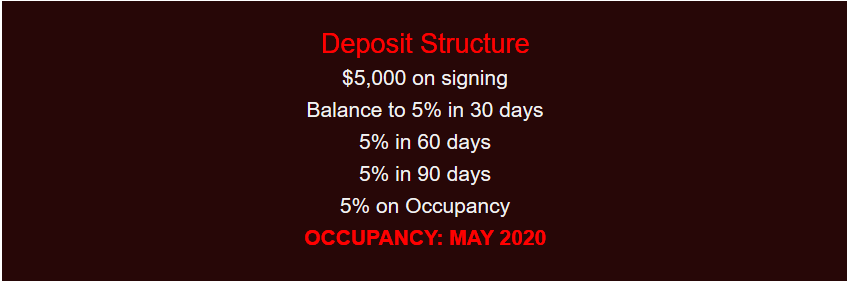 Deposit Structure
$5,000 on signing
Balance to 5% in 30 days
5% in 60 days
5% in 90 days
5% on Occupancy
OCCUPANCY: MAY 2020